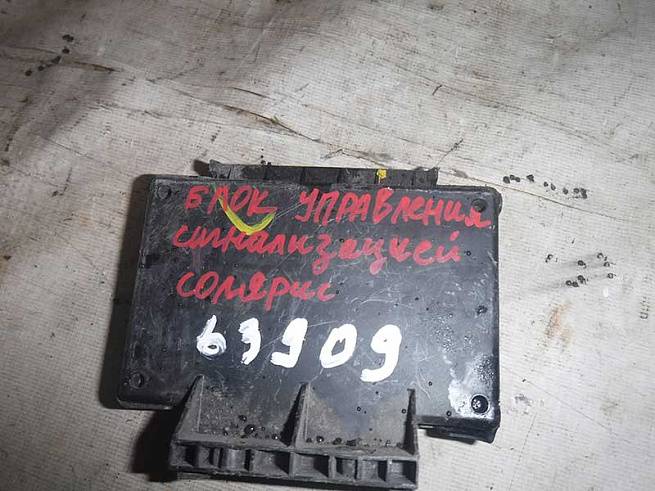 БЛОК УПРАВЛЕНИЯ
сигнализацией
солярис
63909